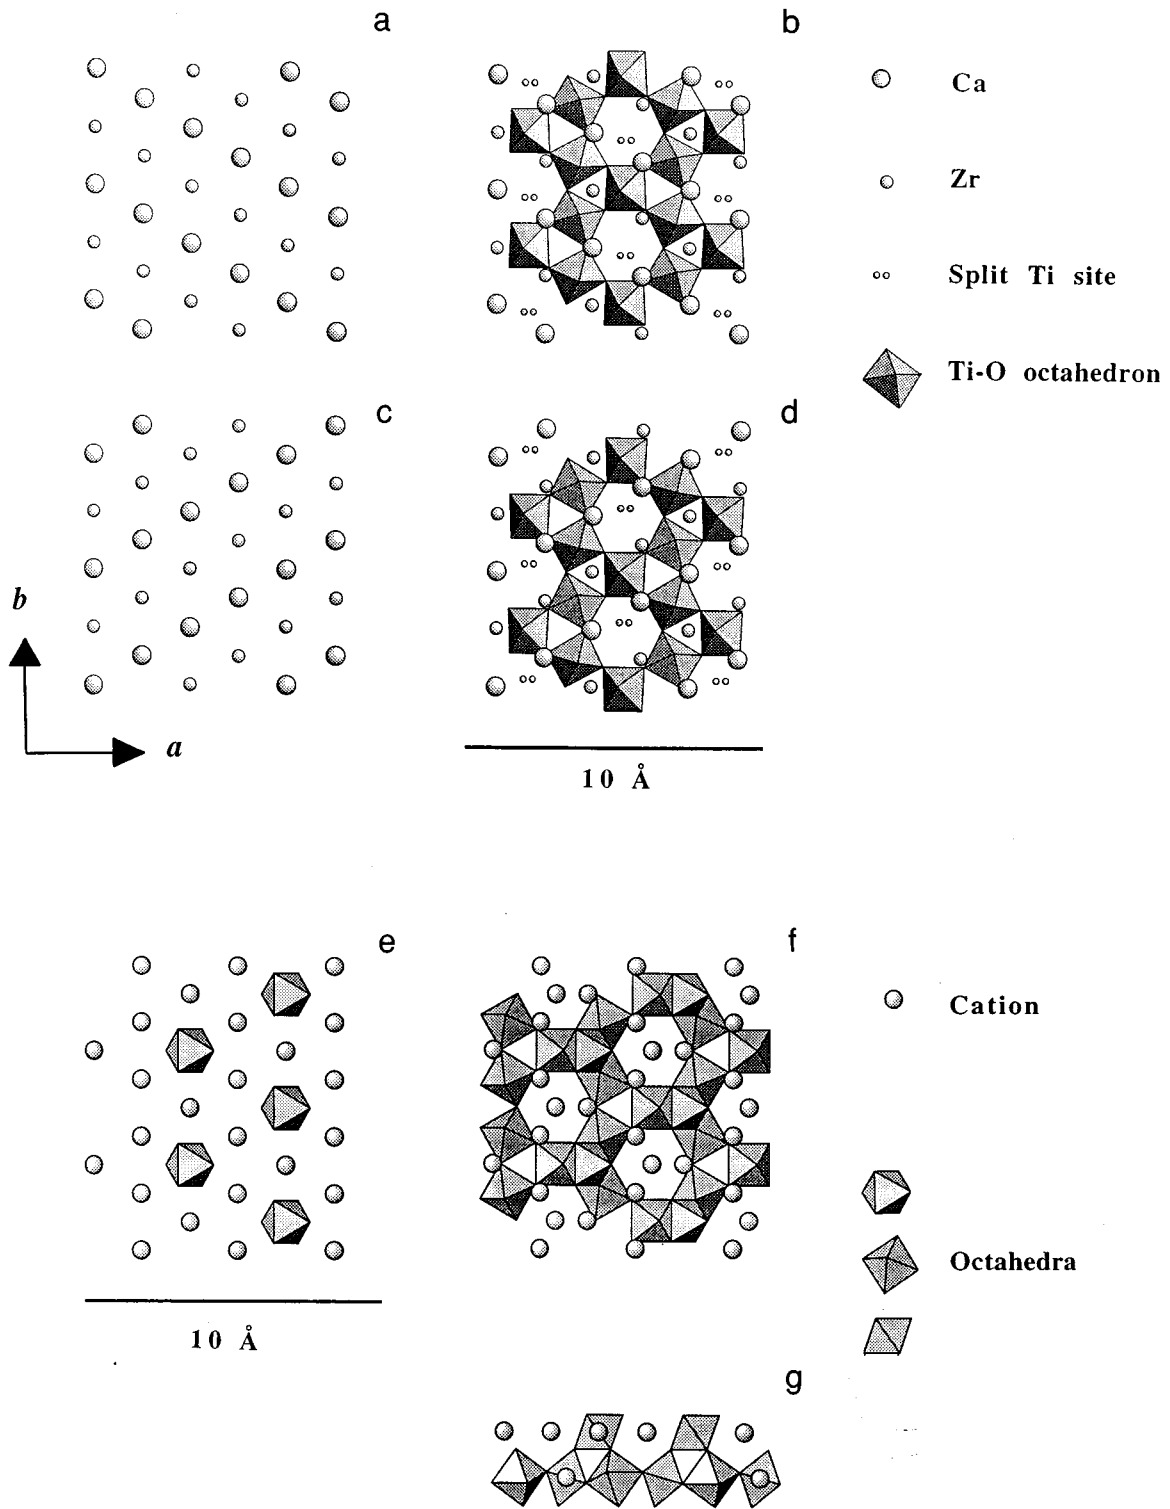 a
b
Ca
Zr
Split Ti site
Ti-O octahedron
c
d
b
a
10 Å
e
f
Cation
Octahedra
10 Å
g